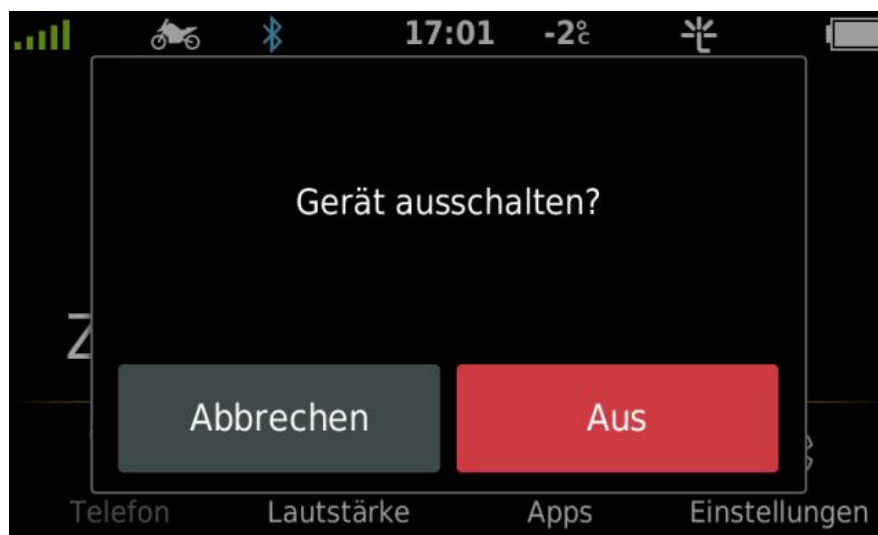 17:01 -2°C
Gerät ausschalten?
Z
Abbrechen Aus
Telefon Lautstärke Apps Einstellungen